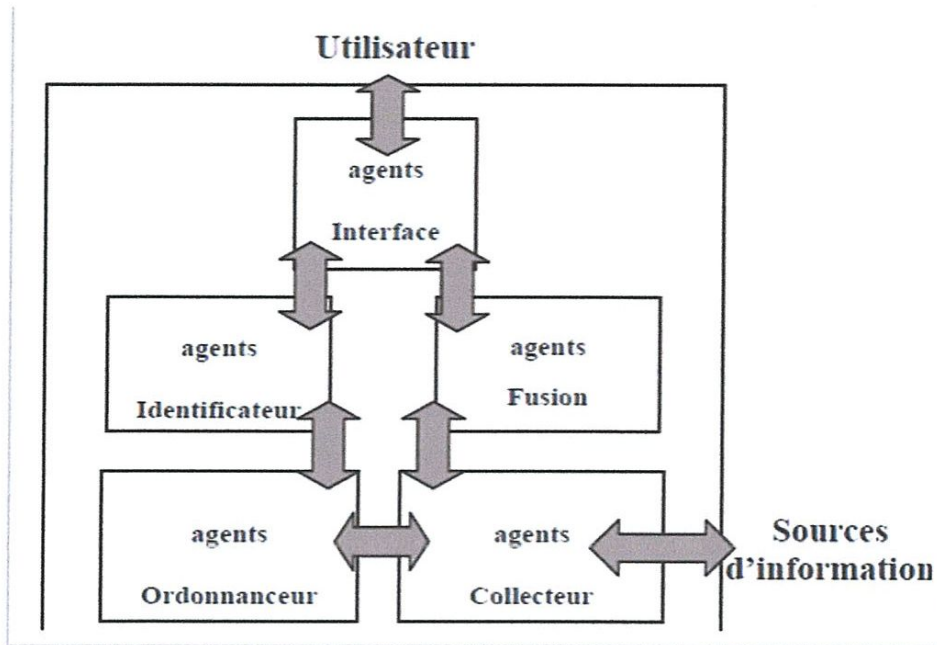 Utilisateur
agents
Interface
agents
Identificateur
agents
Fusion
agents
Ordonnanceur
agents
Collecteur
Sources
d'information